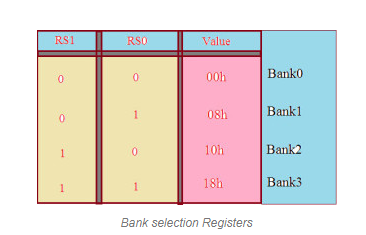 RS1 RS0 Value
0 0 00h Bank0
0 1 08h Bank1
1 0 10h Bank2
1 1 18h Bank3
Bank selection Registers